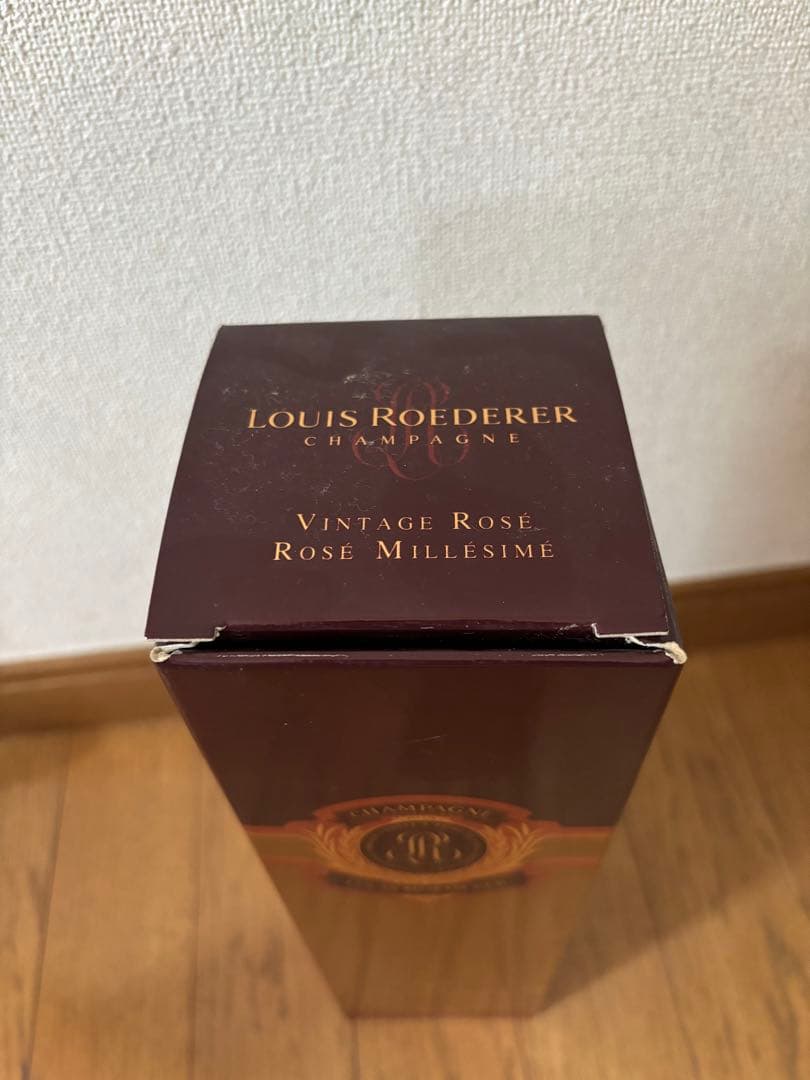 LOUIS ROEDERER
CHAMPAGNE
VINTAGE ROSÉ
ROSÉ MILLÉSIMÉ
CHAMPAGNE